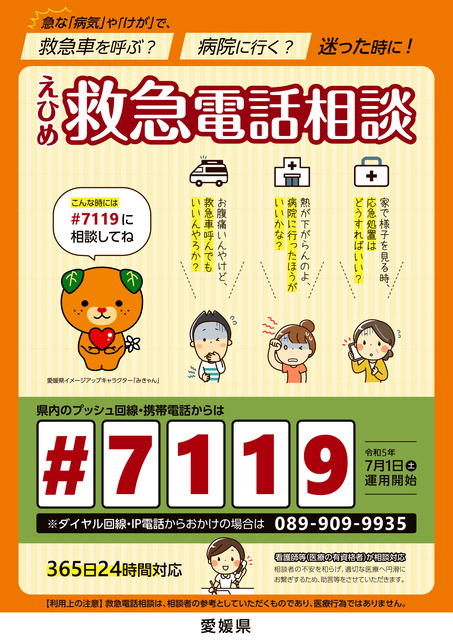 急な「病気」や「けが」で、
救急車を呼ぶ？ 病院に行く？ 迷った時に！
えひめ
救急電話相談
こんな時には
#7119に
相談してね
お腹痛いんやけど、
救急車呼んでも
いいんやろか？
熱が下がらんのよ、
病院に行ったほうが
いいかな？
家で様子を見る時、
応急処置は
どうすればいい？
愛媛県イメージアップキャラクター「みきゃん」
県内のプッシュ回線・携帯電話からは
#7119
令和5年
7月1日土
運用開始
※ダイヤル回線・IP電話からおかけの場合は 089-909-9935
365日24時間対応
看護師等（医療の有資格者）が相談対応
相談者の不安を和らげ、適切な医療へ円滑に
お繋ぎするため、助言等をさせていただきます。
【利用上の注意】救急電話相談は、相談者の参考としていただくものであり、医療行為ではありません。
愛媛県